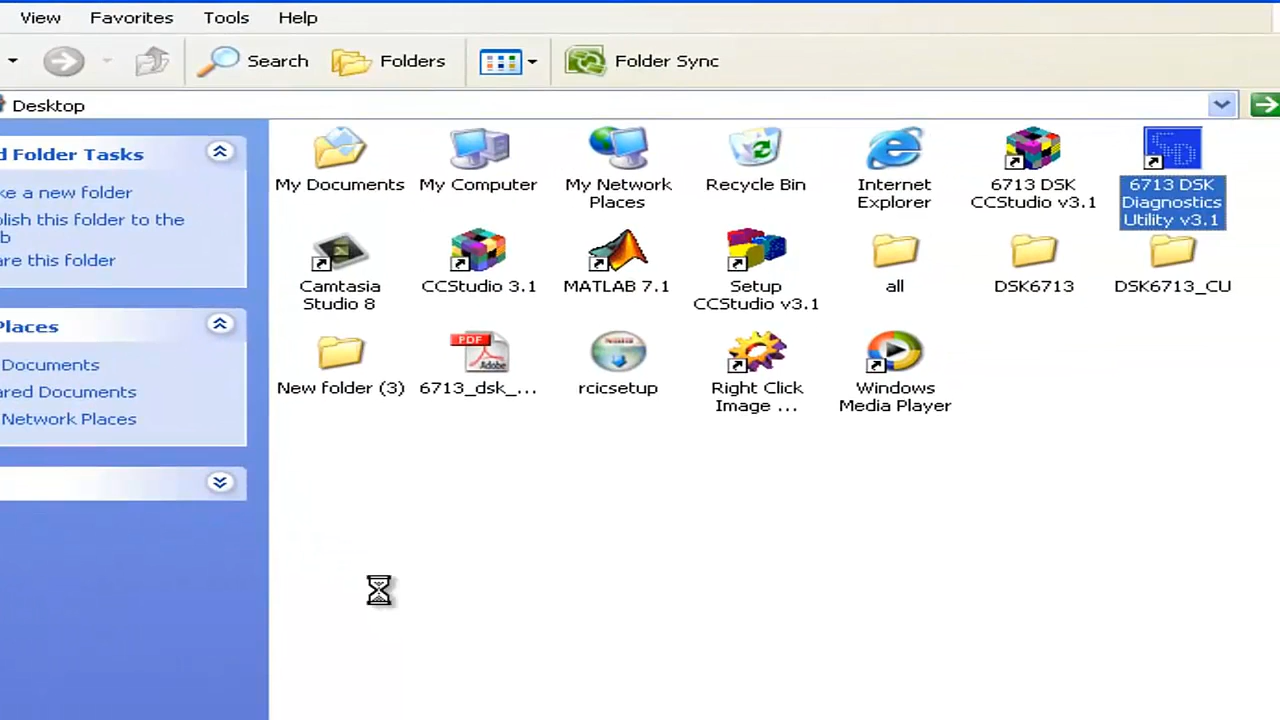 View Favorites Tools Help
Search Folders Folder Sync
Desktop
d Folder Tasks
ke a new folder
olish this folder to the
b
are this folder
Places
Documents
ared Documents
Network Places
My Documents
My Computer
My Network
Places
Recycle Bin
Internet
Explorer
6713 DSK
CCStudio v3.1
6713 DSK
Diagnostics
Utility v3.1
Camtasia
Studio 8
CCStudio 3.1
MATLAB 7.1
Setup
CCStudio v3.1
all
DSK6713
DSK6713_CU
New folder (3)
PDF
Adobe
6713_dsk_...
rcicsetup
Right Click
Image ...
Windows
Media Player